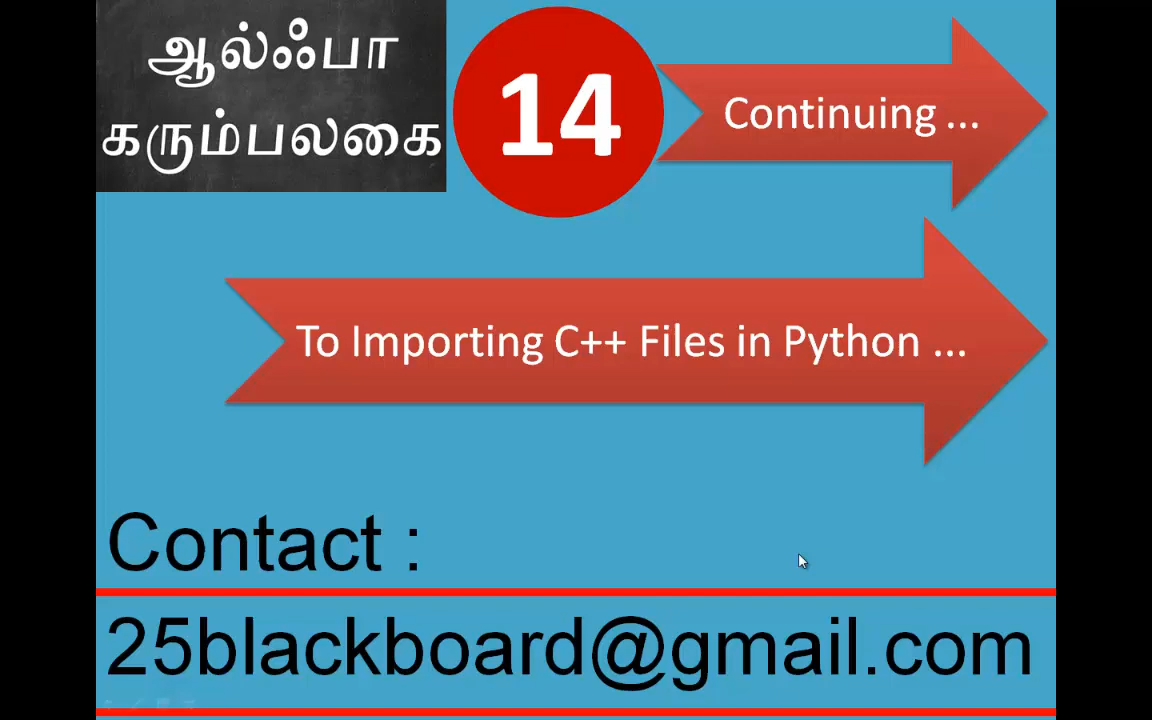 ஆல்ஃபா
கரும்பலகை
14
Continuing ...
To Importing C++ Files in Python ...
Contact :
25blackboard@gmail.com